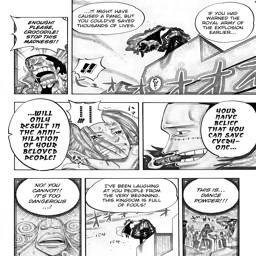 IF YOU HAD
WARNED THE
ROYAL ARMY OF
THE EXPLOSION
EARLIER...
...IT MIGHT HAVE
CAUSED A PANIC, BUT
YOU COULD'VE SAVED
THOUSANDS OF LIVES.
ENOUGH!
PLEASE,
CROCODILE!
STOP THIS
MADNESS!!
YOUR
NAIVE
BELIEF
THAT YOU
CAN SAVE
EVERY-
ONE...
...WILL
ONLY
RESULT IN
THE ANNI-
HILATION
OF YOUR
BELOVED
PEOPLE!
THIS IS...
DANCE
POWDER!!!
I'VE BEEN LAUGHING
AT YOU PEOPLE FROM
THE VERY BEGINNING.
THIS KINGDOM IS
FULL OF FOOLS!
NO! YOU
CANNOT!!
IT'S TOO
DANGEROUS
...!